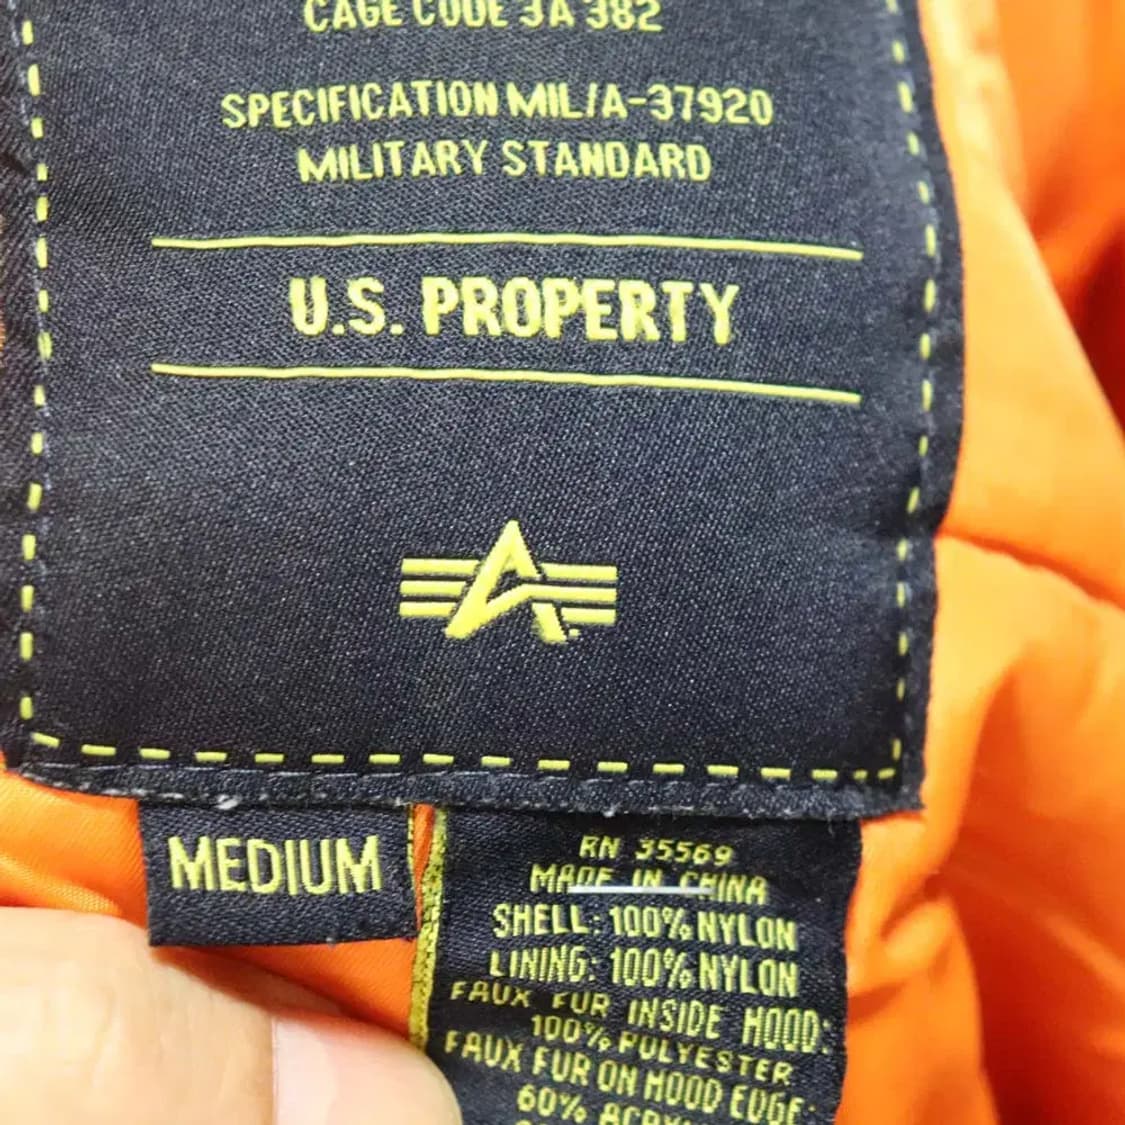 CAGE CODE 3A 382
SPECIFICATION MIL/A-37920
MILITARY STANDARD
U.S. PROPERTY
MEDIUM
RN 35569
MADE IN CHINA
SHELL: 100% NYLON
LINING: 100% NYLON
FAUX FUR INSIDE HOOD:
100% POLYESTER
FAUX FUR ON HOOD EDGE:
60%